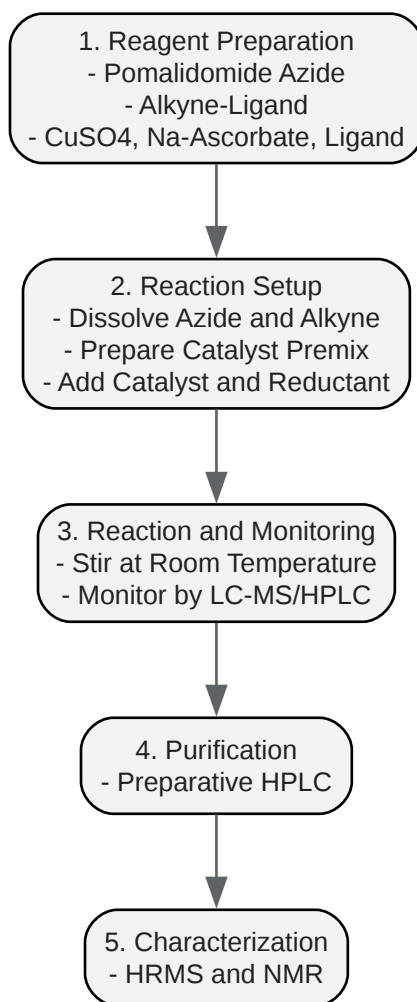 1. Reagent Preparation
- Pomalidomide Azide
- Alkyne-Ligand
- CuSO4, Na-Ascorbate, Ligand
2. Reaction Setup
- Dissolve Azide and Alkyne
- Prepare Catalyst Premix
- Add Catalyst and Reductant
3. Reaction and Monitoring
- Stir at Room Temperature
- Monitor by LC-MS/HPLC
4. Purification
- Preparative HPLC
5. Characterization
- HRMS and NMR